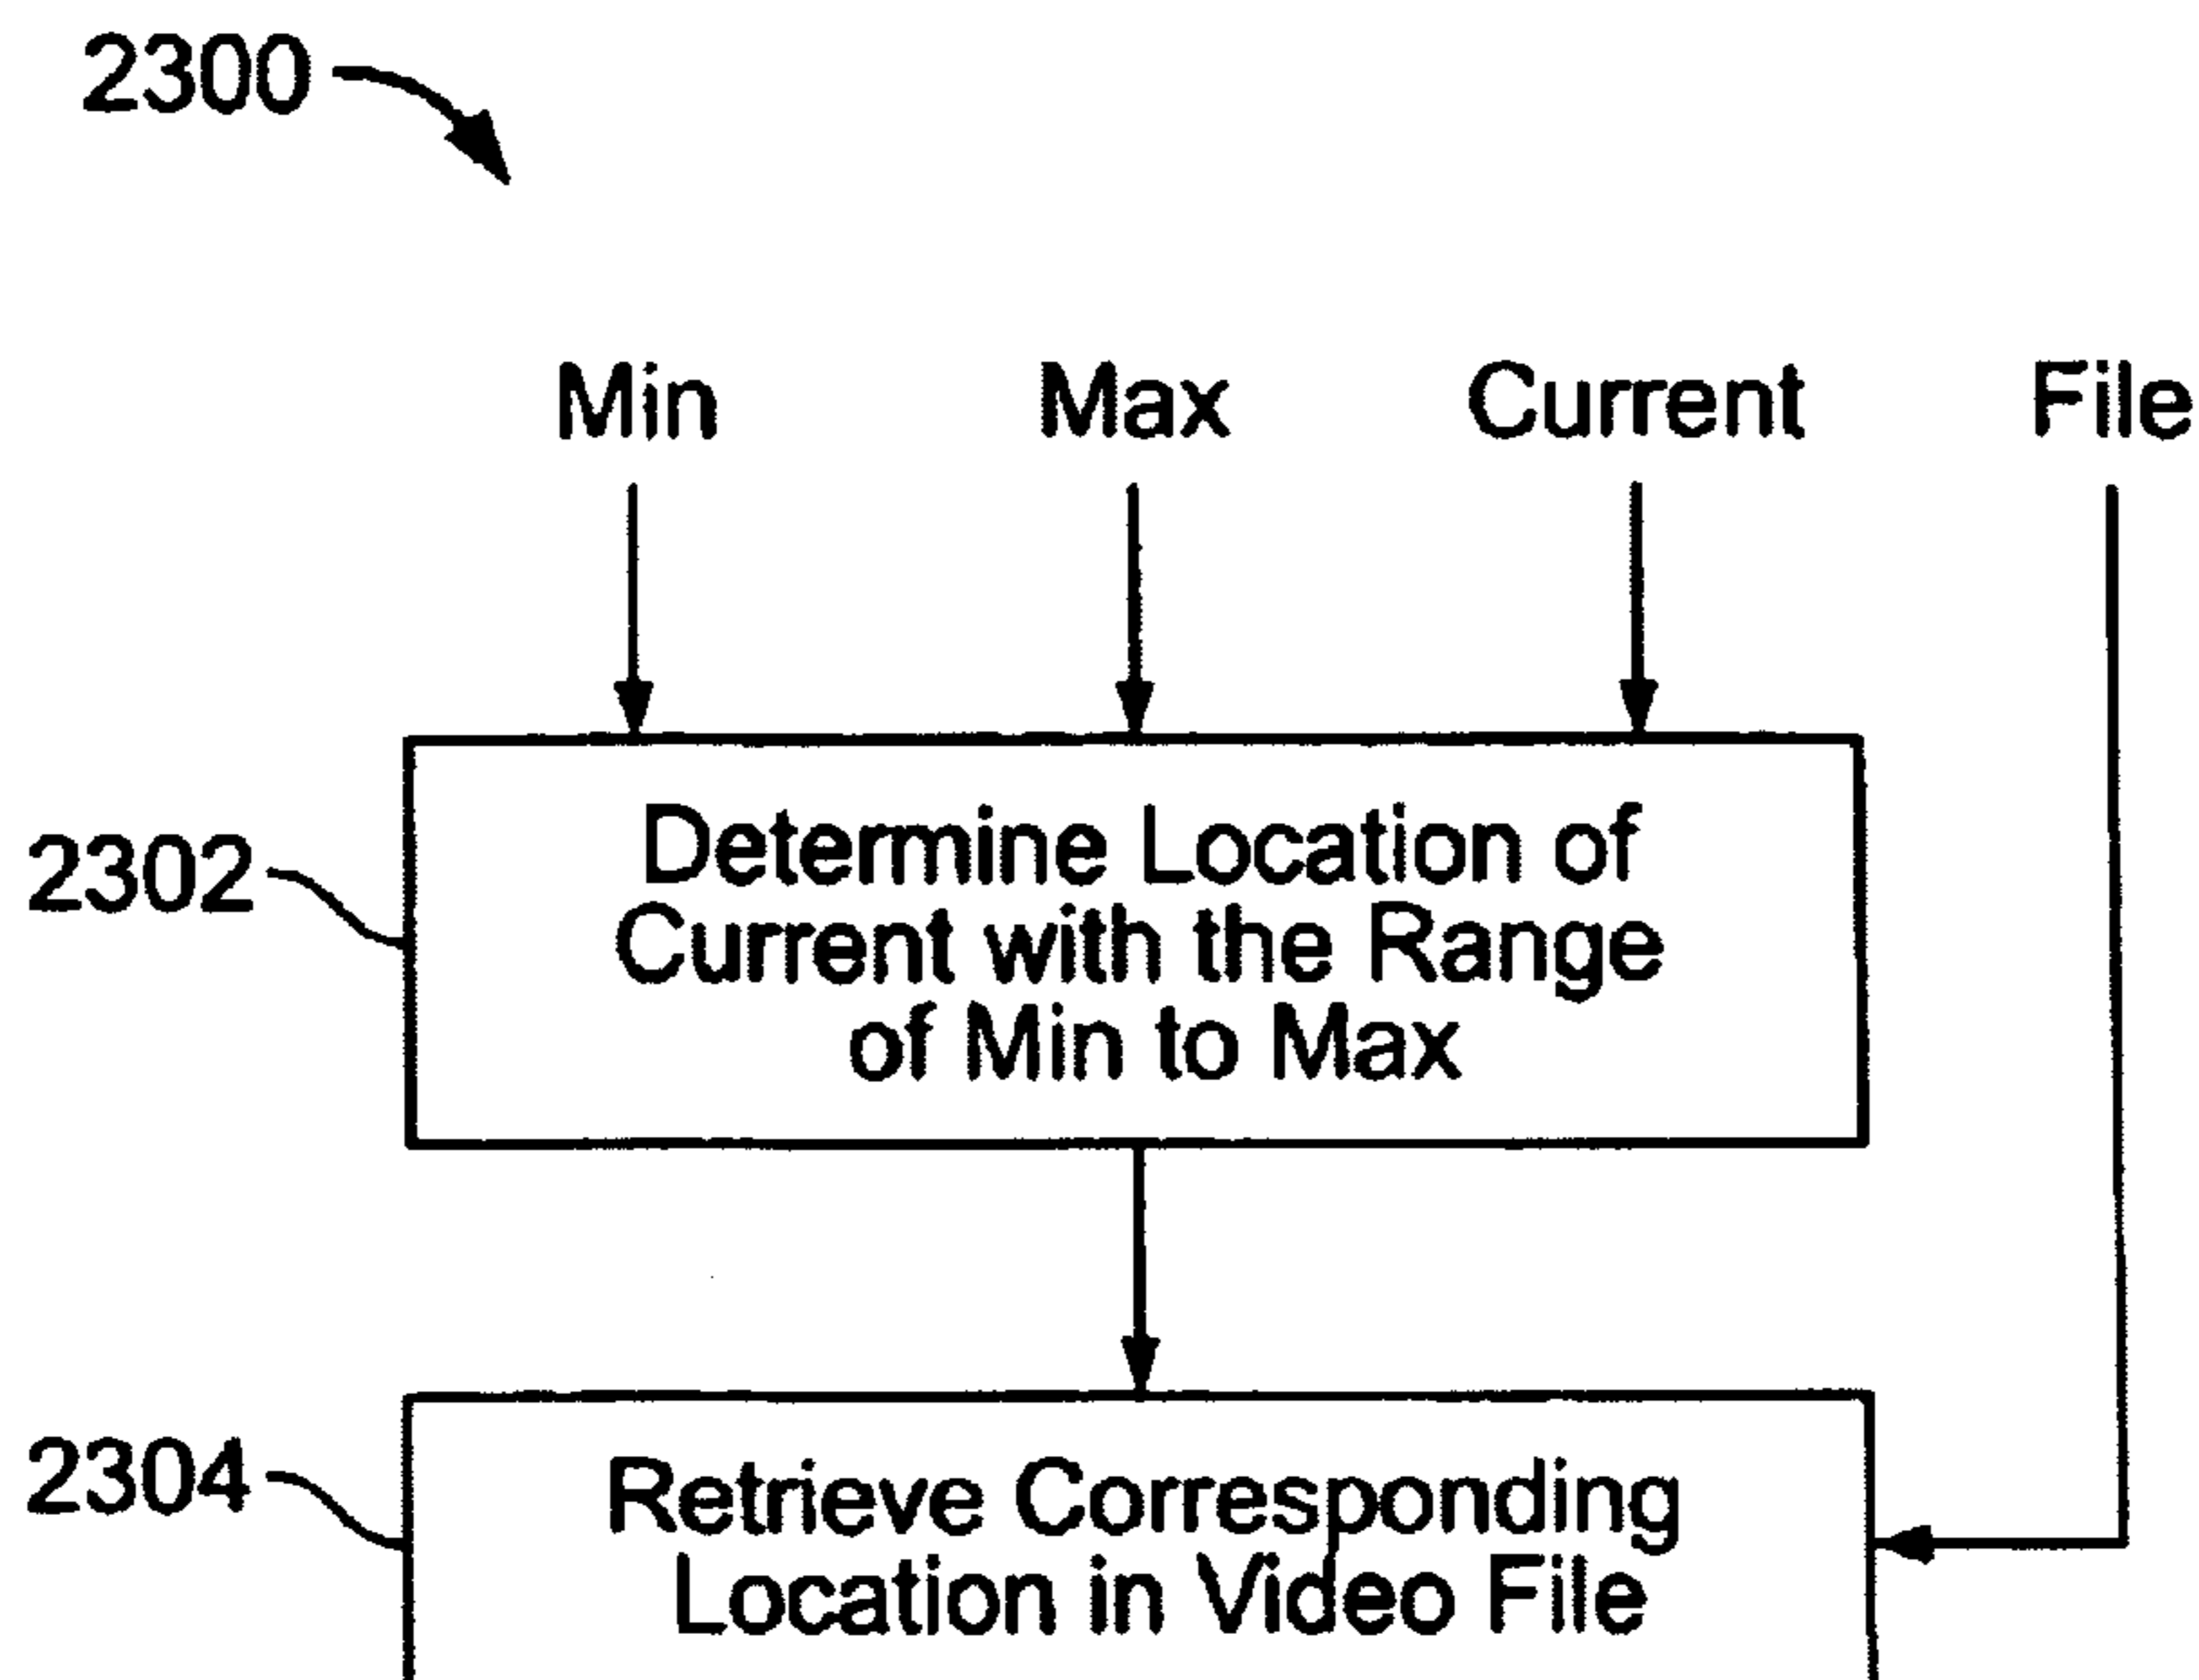 2300
Min Max Current File
2302
Determine Location of
Current with the Range
of Min to Max
2304
Retrieve Corresponding
Location in Video File